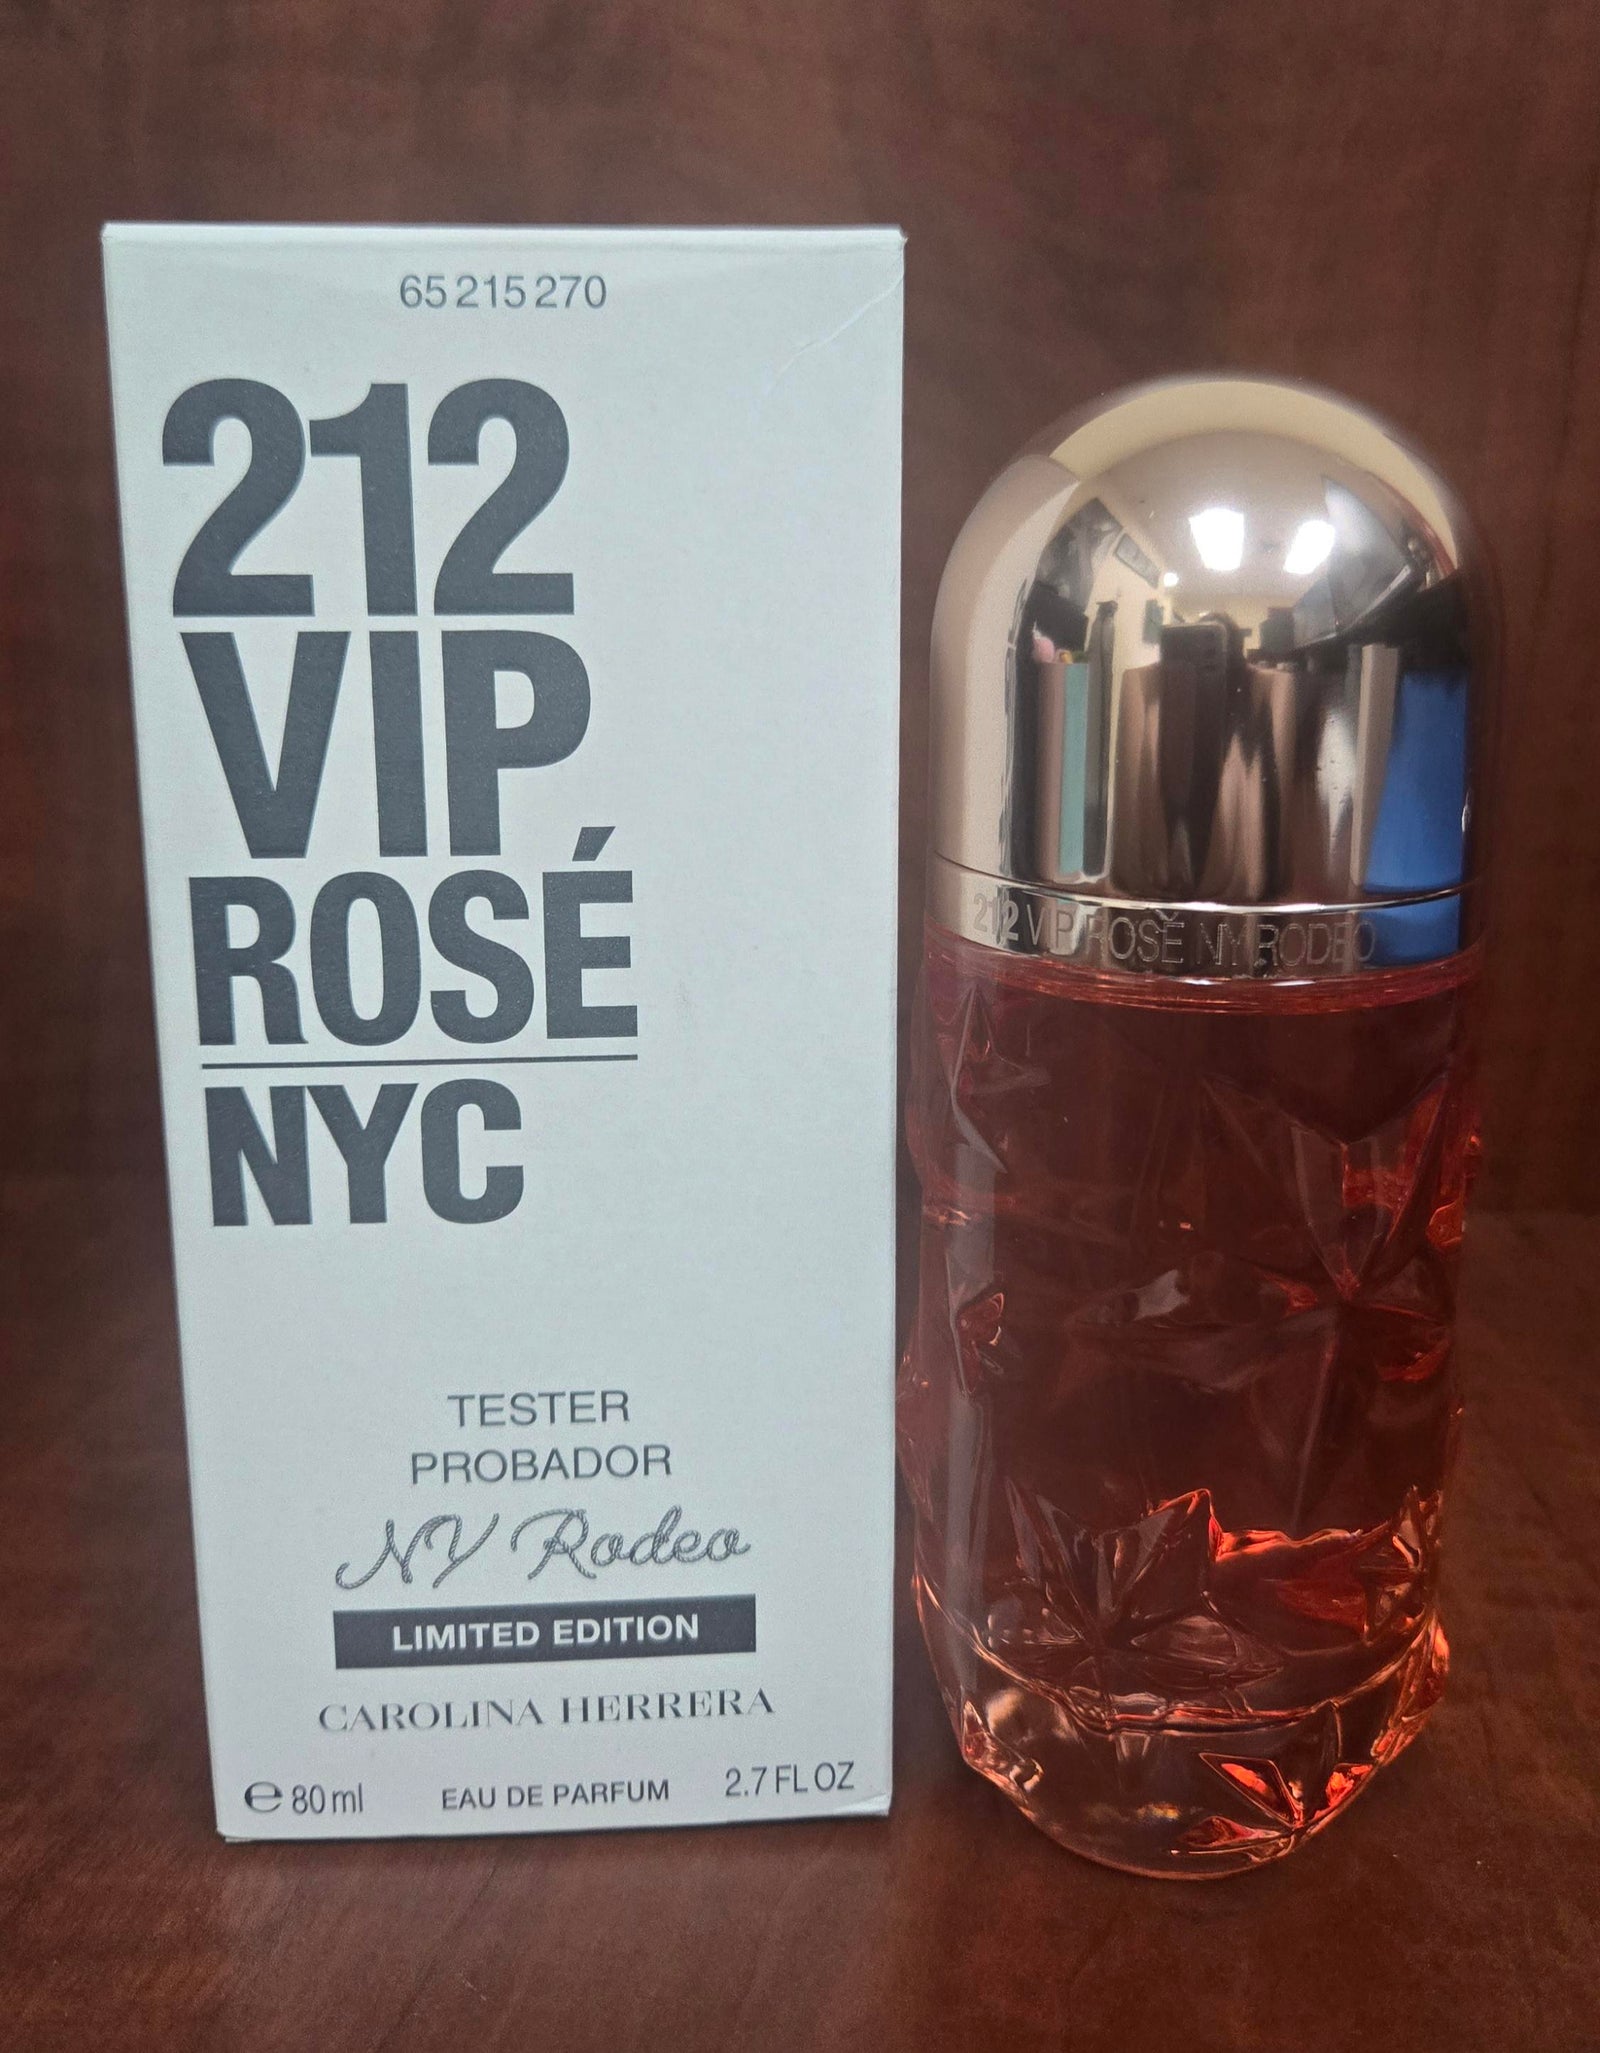 65 215 270
212
VIP
ROSÉ
NYC
TESTER
PROBADOR
NY Rodeo
LIMITED EDITION
CAROLINA HERRERA
℮ 80 ml EAU DE PARFUM 2.7 FL OZ
212 VIP ROSÉ NY RODEO